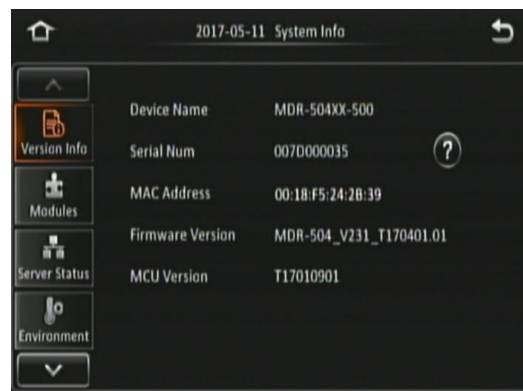 2017-05-11 System Info
Version Info
Modules
Server Status
Environment
Device Name MDR-504XX-500
Serial Num 007D000035
?
MAC Address 00:18:F5:24:2B:39
Firmware Version MDR-504_V231_T170401.01
MCU Version T17010901